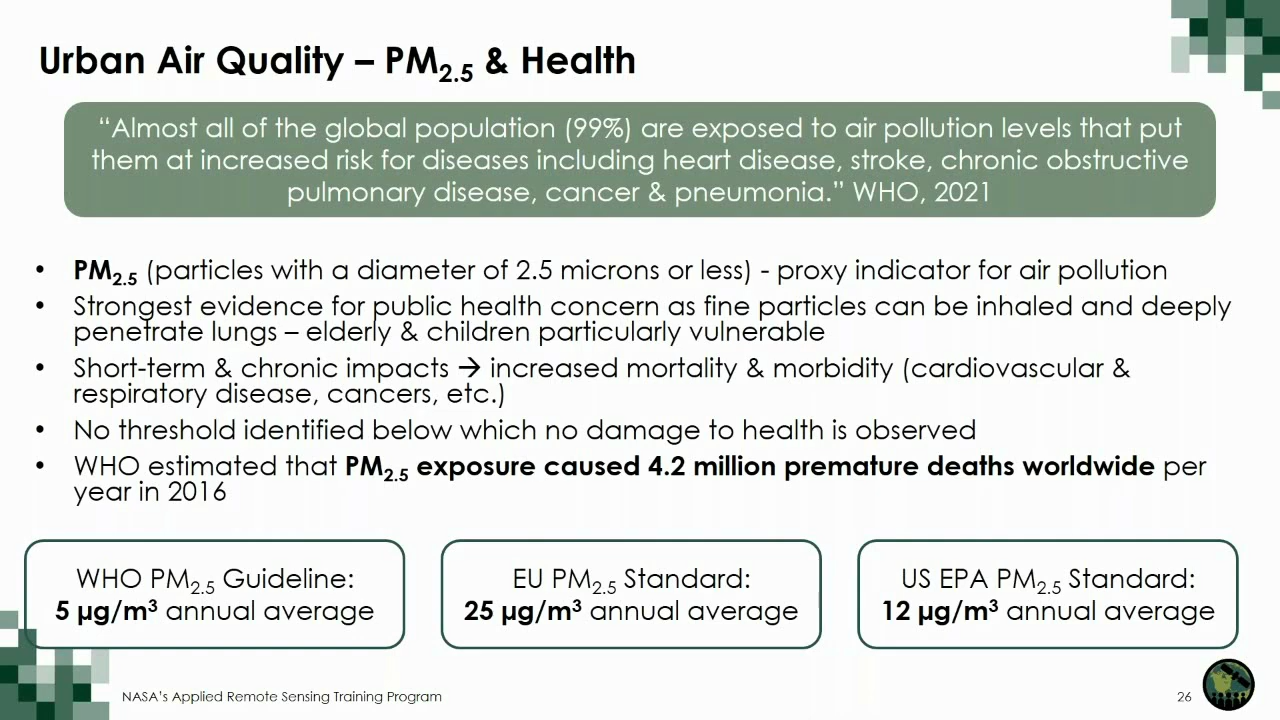 Urban Air Quality – PM2.5 & Health
“Almost all of the global population (99%) are exposed to air pollution levels that put
them at increased risk for diseases including heart disease, stroke, chronic obstructive
pulmonary disease, cancer & pneumonia.” WHO, 2021
• PM2.5 (particles with a diameter of 2.5 microns or less) - proxy indicator for air pollution
• Strongest evidence for public health concern as fine particles can be inhaled and deeply
penetrate lungs – elderly & children particularly vulnerable
• Short-term & chronic impacts → increased mortality & morbidity (cardiovascular &
respiratory disease, cancers, etc.)
• No threshold identified below which no damage to health is observed
• WHO estimated that PM2.5 exposure caused 4.2 million premature deaths worldwide per
year in 2016
WHO PM2.5 Guideline:
5 µg/m³ annual average
EU PM2.5 Standard:
25 µg/m³ annual average
US EPA PM2.5 Standard:
12 µg/m³ annual average
NASA’s Applied Remote Sensing Training Program
26